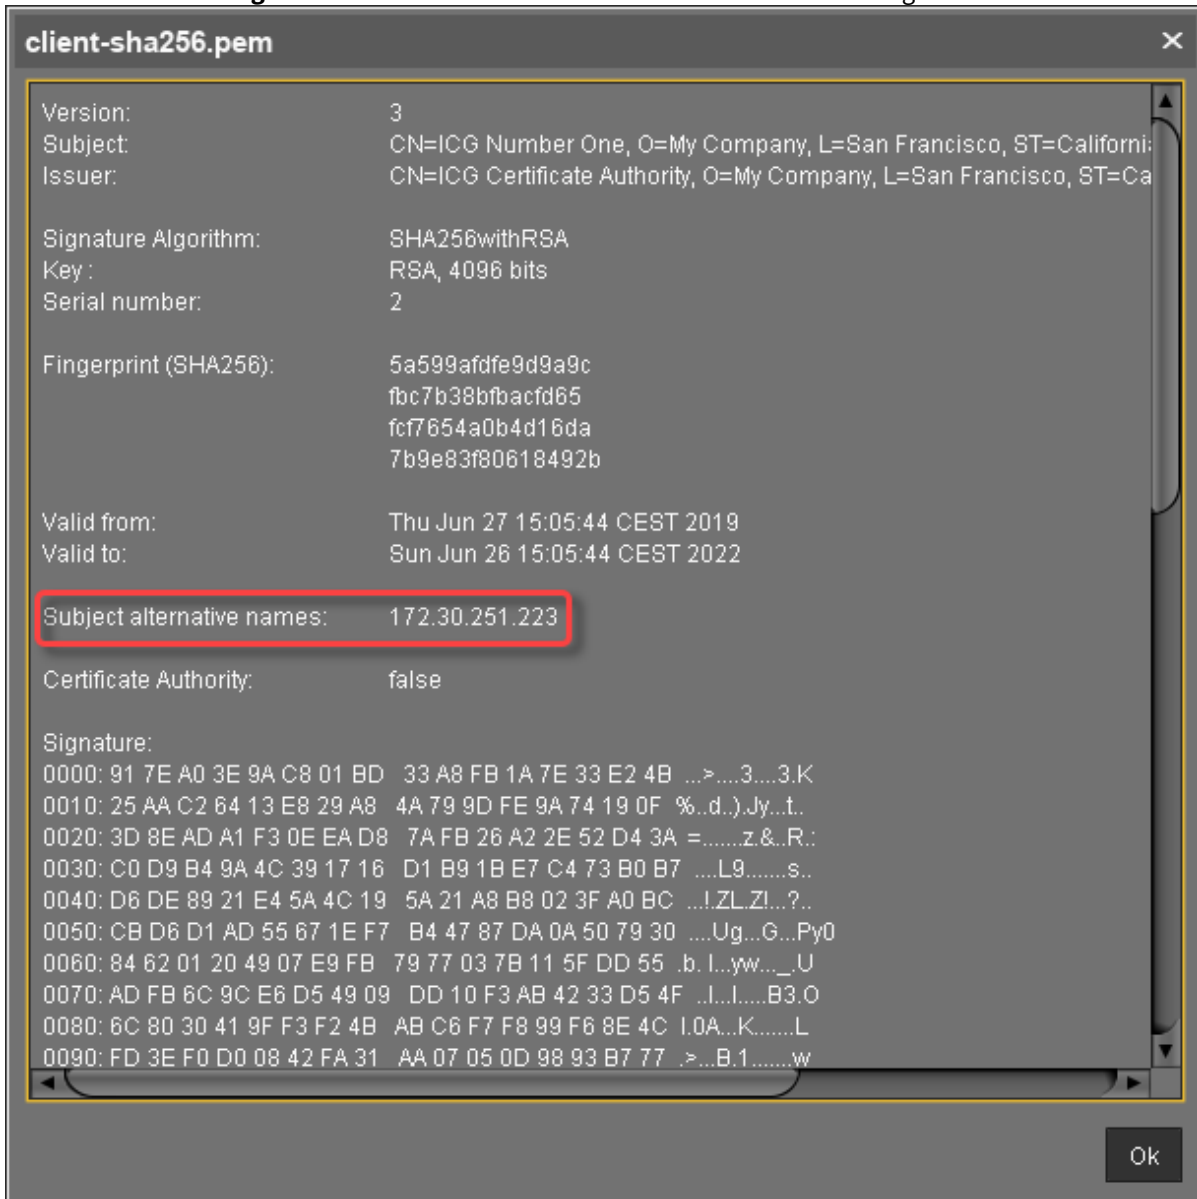 client-sha256.pem
Version: 3
Subject: CN=ICG Number One, O=My Company, L=San Francisco, ST=Californi
Issuer: CN=ICG Certificate Authority, O=My Company, L=San Francisco, ST=Ca
Signature Algorithm: SHA256withRSA
Key : RSA, 4096 bits
Serial number: 2
Fingerprint (SHA256): 5a599afdfe9d9a9c
fbc7b38bfbacfd65
fcf7654a0b4d16da
7b9e83f80618492b
Valid from: Thu Jun 27 15:05:44 CEST 2019
Valid to: Sun Jun 26 15:05:44 CEST 2022
Subject alternative names: 172.30.251.223
Certificate Authority: false
Signature:
0000: 91 7E A0 3E 9A C8 01 BD 33 A8 FB 1A 7E 33 E2 4B ...>....3....3.K
0010: 25 AA C2 64 13 E8 29 A8 4A 79 9D FE 9A 74 19 0F %..d..).Jy...t..
0020: 3D 8E AD A1 F3 0E EA D8 7A FB 26 A2 2E 52 D4 3A =.......z.&..R.:
0030: C0 D9 B4 9A 4C 39 17 16 D1 B9 1B E7 C4 73 B0 B7 ....L9.......s..
0040: D6 DE 89 21 E4 5A 4C 19 5A 21 A8 B8 02 3F A0 BC ...!.ZL.Z!...?..
0050: CB D6 D1 AD 55 67 1E F7 B4 47 87 DA 0A 50 79 30 ....Ug...G...Py0
0060: 84 62 01 20 49 07 E9 FB 79 77 03 7B 11 5F DD 55 .b. I...yw..._.U
0070: AD FB 6C 9C E6 D5 49 09 DD 10 F3 AB 42 33 D5 4F ..l...I.....B3.O
0080: 6C 80 30 41 9F F3 F2 4B AB C6 F7 F8 99 F6 8E 4C l.0A...K.......L
0090: FD 3E F0 D0 08 42 FA 31 AA 07 05 0D 98 93 B7 77 .>...B.1.......w
Ok